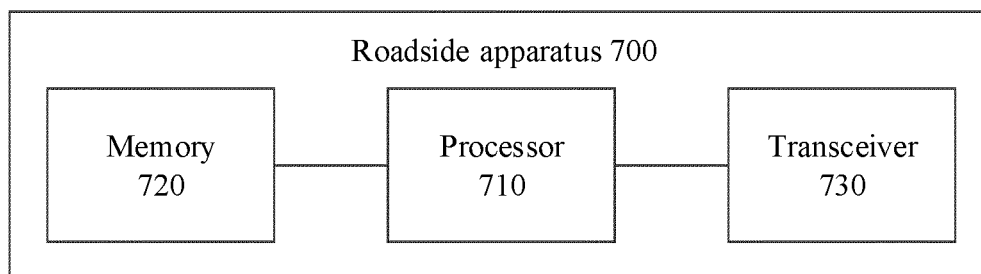 Roadside apparatus 700
Memory
720
Processor
710
Transceiver
730